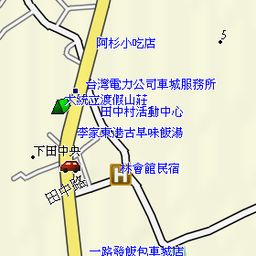 阿杉小吃店
5
台灣電力公司車城服務所
大統立渡假山莊
田中村活動中心
李家東港古早味飯湯
下田中央
林會館民宿
田中路
一路發飯包車城店